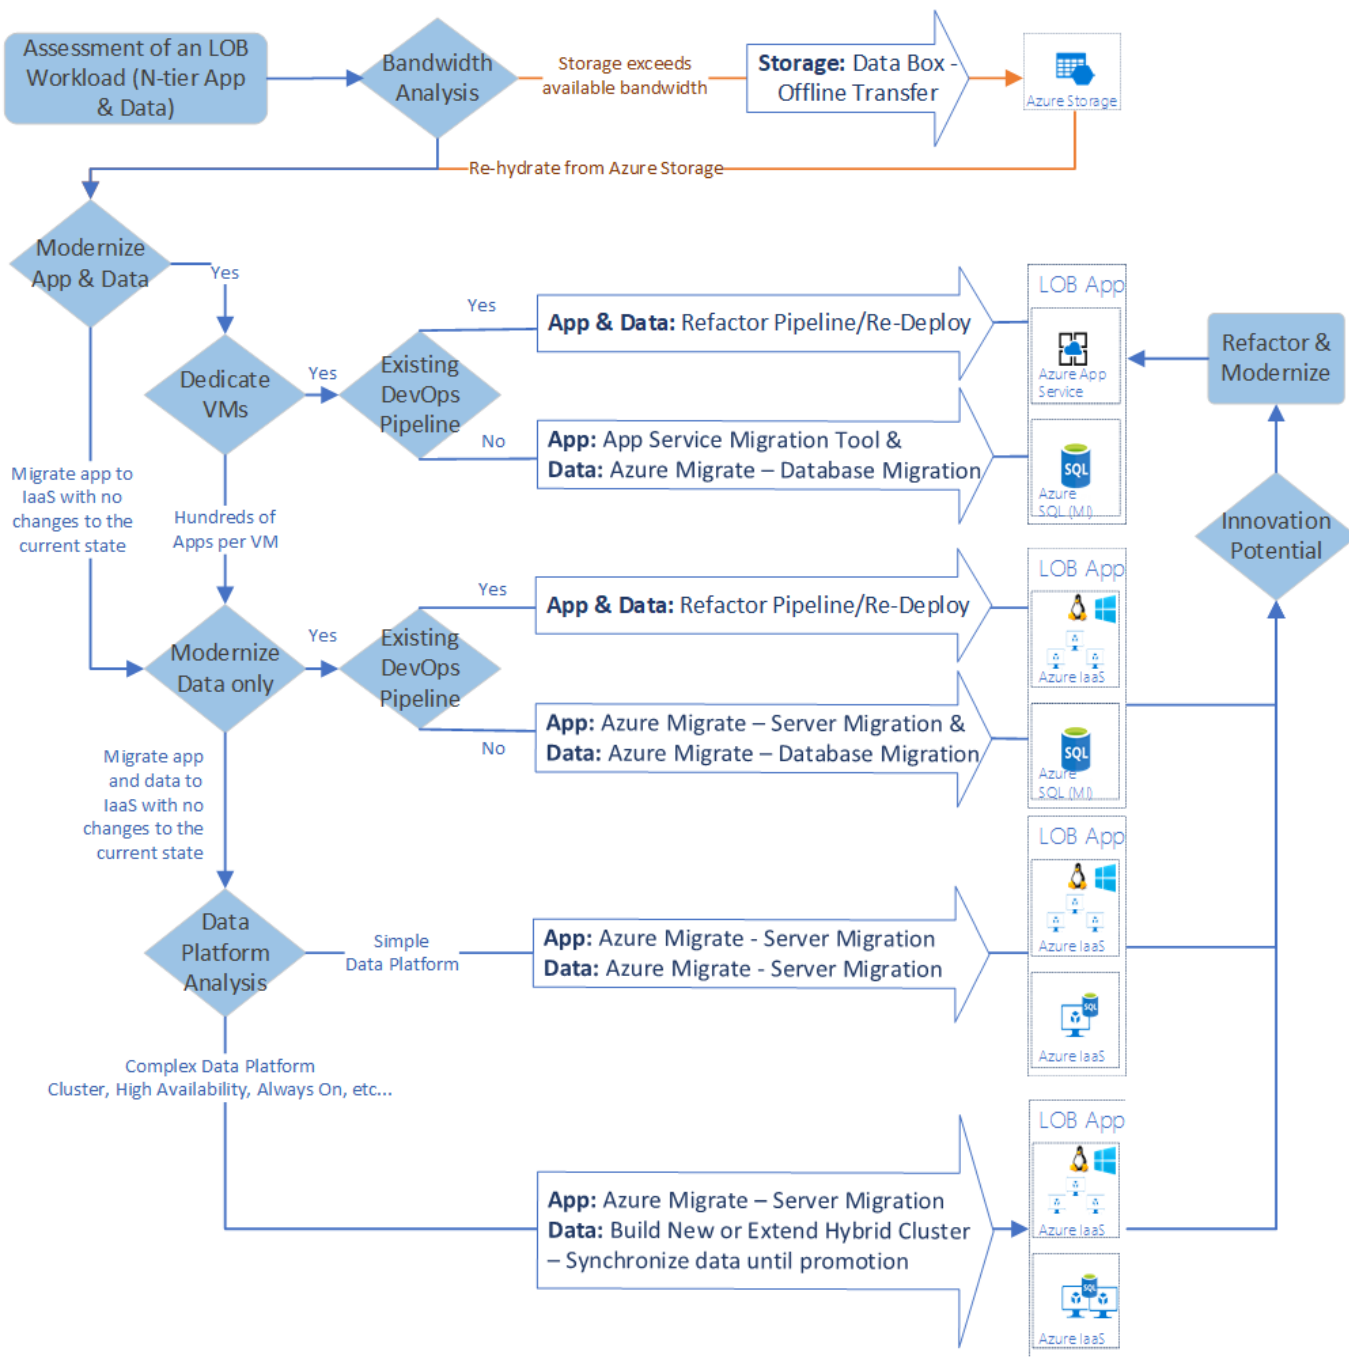 Assessment of an LOB
Workload (N-tier App
& Data)
Bandwidth
Analysis
Storage exceeds
available bandwidth
Storage: Data Box -
Offline Transfer
Azure Storage
Re-hydrate from Azure Storage
Modernize
App & Data
Yes
Dedicate
VMs
Yes
Existing
DevOps
Pipeline
Yes
App & Data: Refactor Pipeline/Re-Deploy
No
App: App Service Migration Tool &
Data: Azure Migrate – Database Migration
LOB App
Azure App
Service
Azure
SQL (MI)
Refactor &
Modernize
Innovation
Potential
Migrate app to
IaaS with no
changes to the
current state
Hundreds of
Apps per VM
Modernize
Data only
Yes
Existing
DevOps
Pipeline
Yes
App & Data: Refactor Pipeline/Re-Deploy
No
App: Azure Migrate – Server Migration &
Data: Azure Migrate – Database Migration
LOB App
Azure IaaS
SQL
Azure
SQL (MI)
Migrate app
and data to
IaaS with no
changes to the
current state
Data
Platform
Analysis
Simple
Data Platform
App: Azure Migrate - Server Migration
Data: Azure Migrate - Server Migration
LOB App
Azure IaaS
SQL
Azure IaaS
Complex Data Platform
Cluster, High Availability, Always On, etc...
App: Azure Migrate – Server Migration
Data: Build New or Extend Hybrid Cluster
– Synchronize data until promotion
LOB App
Azure IaaS
SQL
Azure IaaS